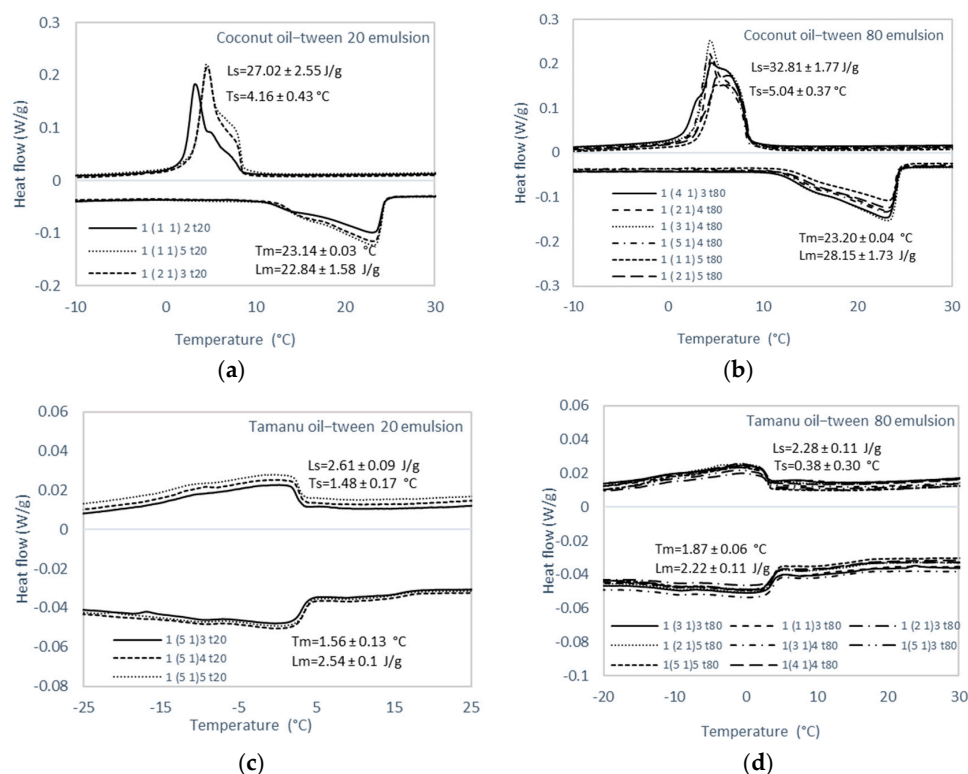 Coconut oil–tween 20 emulsion
Ls=27.02 ± 2.55 J/g
Ts=4.16 ± 0.43 °C
Tm=23.14 ± 0.03 °C
Lm=22.84 ± 1.58 J/g
1 (1 1) 2 t20
1 (1 1) 5 t20
1 (2 1) 3 t20
0.3
0.2
0.1
0
-0.1
-0.2
-10 0 10 20 30
Heat flow (W/g)
Temperature (°C)
(a)
Coconut oil–tween 80 emulsion
Ls=32.81 ± 1.77 J/g
Ts=5.04 ± 0.37 °C
Tm=23.20 ± 0.04 °C
Lm=28.15 ± 1.73 J/g
1 (4 1) 3 t80
1 (2 1) 4 t80
1 (3 1) 4 t80
1 (5 1) 4 t80
1 (1 1) 5 t80
1 (2 1) 5 t80
0.3
0.2
0.1
0
-0.1
-0.2
-0.3
-10 0 10 20 30
Heat flow (W/g)
Temperature (°C)
(b)
Tamanu oil–tween 20 emulsion
Ls=2.61 ± 0.09 J/g
Ts=1.48 ± 0.17 °C
Tm=1.56 ± 0.13 °C
Lm=2.54 ± 0.1 J/g
1 (5 1)3 t20
1 (5 1)4 t20
1 (5 1)5 t20
0.06
0.04
0.02
0
-0.02
-0.04
-0.06
-0.08
-25 -15 -5 5 15 25
Heat flow (W/g)
Temperature (°C)
(c)
Tamanu oil–tween 80 emulsion
Ls=2.28 ± 0.11 J/g
Ts=0.38 ± 0.30 °C
Tm=1.87 ± 0.06 °C
Lm=2.22 ± 0.11 J/g
1 (3 1)3 t80 1 (1 1)3 t80 1 (2 1)3 t80
1 (2 1)5 t80 1(3 1)4 t80 1(5 1)3 t80
1 (5 1)5 t80 1(4 1)4 t80
0.06
0.04
0.02
0
-0.02
-0.04
-0.06
-0.08
-0.1
-20 -10 0 10 20 30
Heat flow (W/g)
Temperature (°C)
(d)